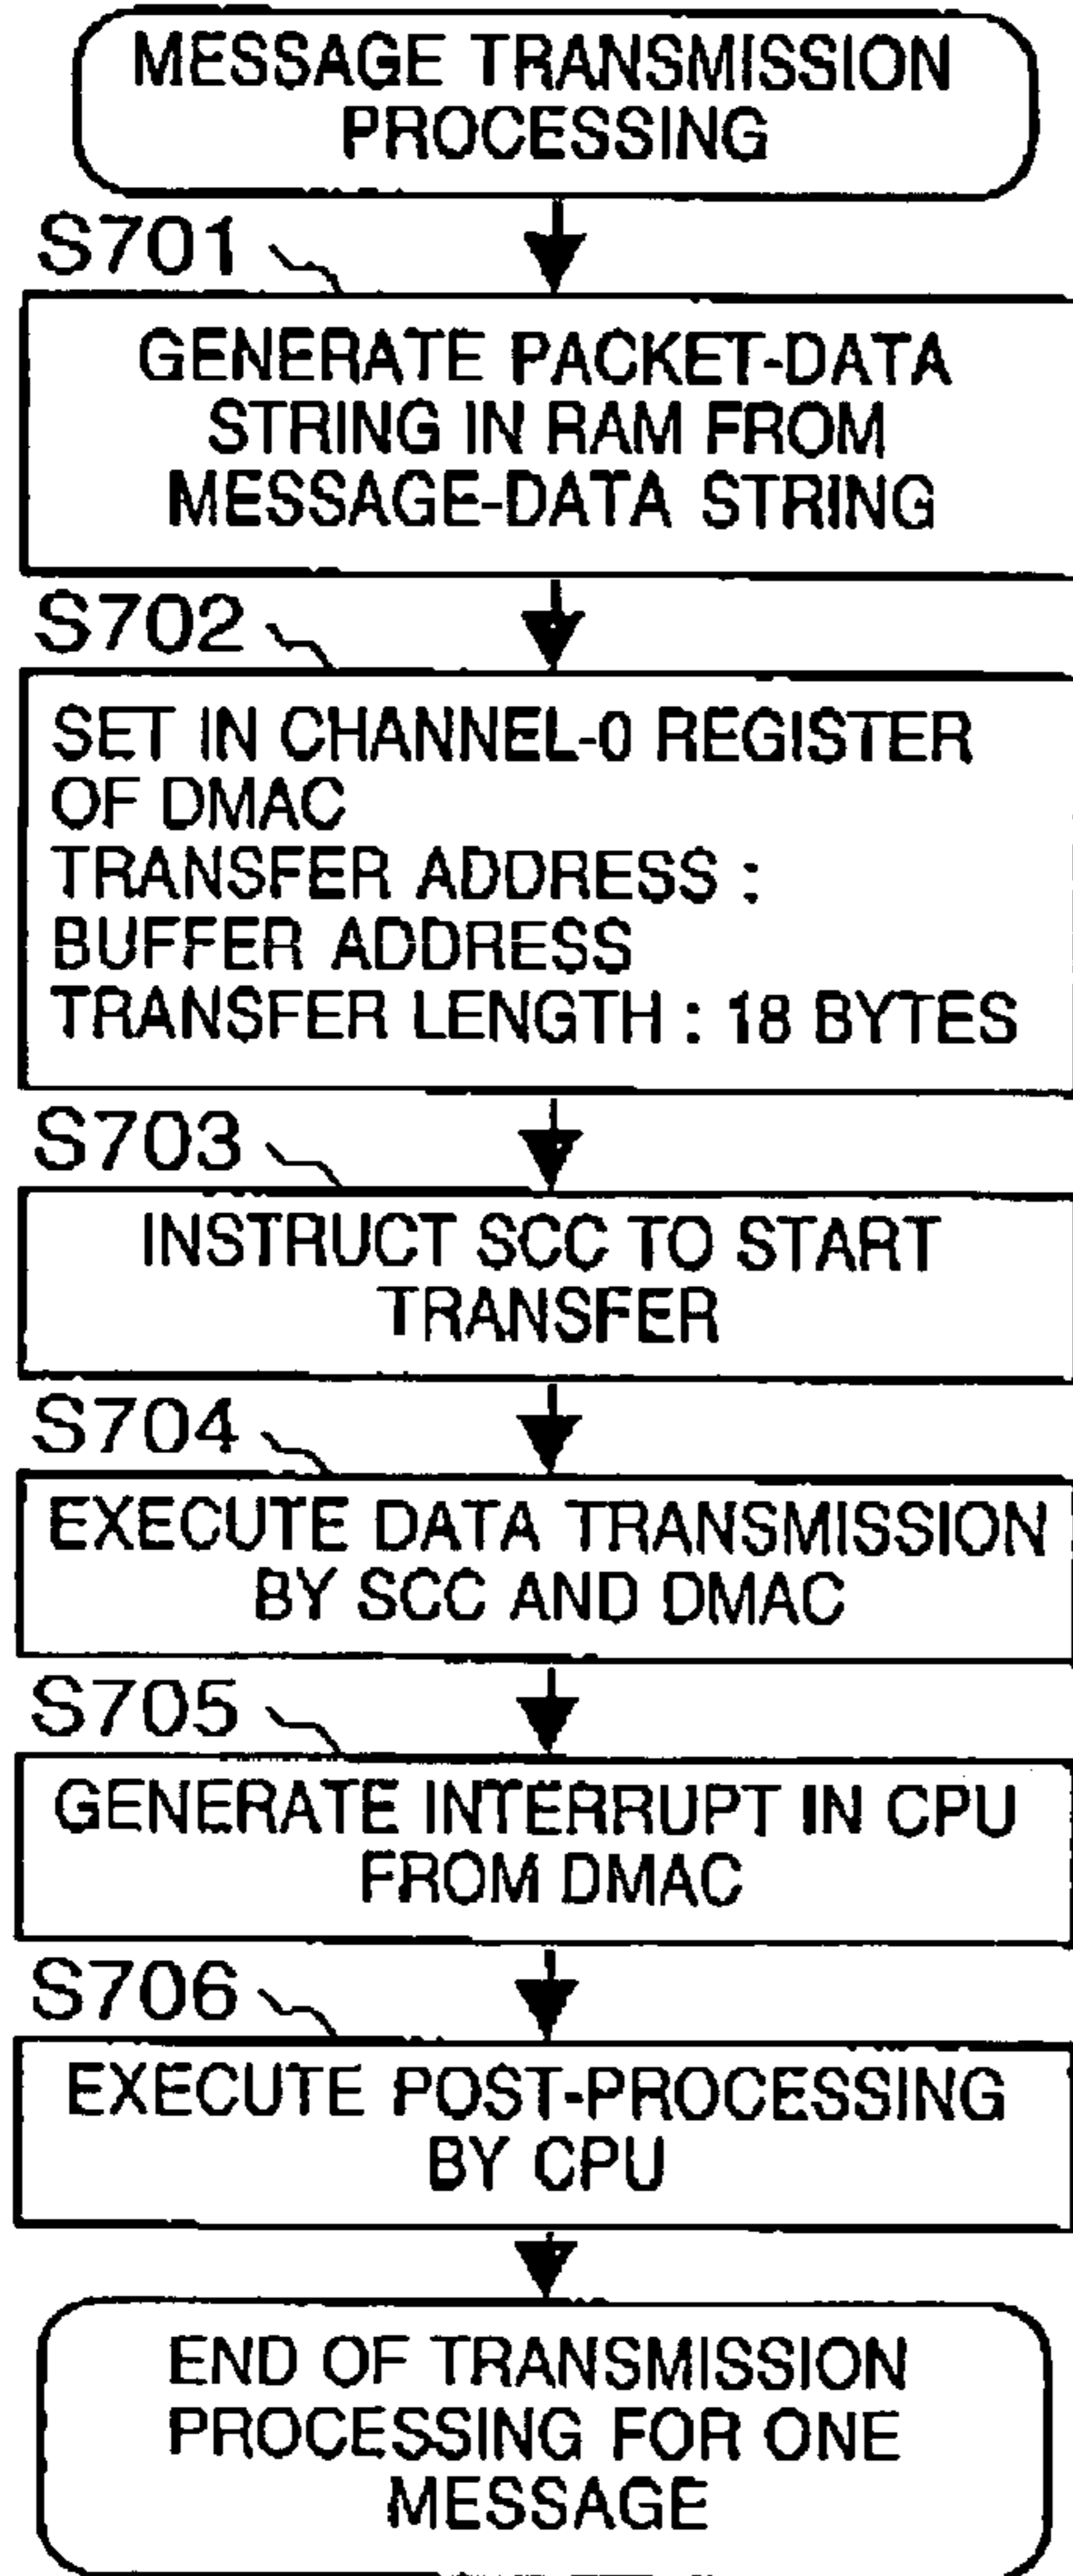 MESSAGE TRANSMISSION
PROCESSING
S701
GENERATE PACKET-DATA
STRING IN RAM FROM
MESSAGE-DATA STRING
S702
SET IN CHANNEL-0 REGISTER
OF DMAC
TRANSFER ADDRESS :
BUFFER ADDRESS
TRANSFER LENGTH : 18 BYTES
S703
INSTRUCT SCC TO START
TRANSFER
S704
EXECUTE DATA TRANSMISSION
BY SCC AND DMAC
S705
GENERATE INTERRUPT IN CPU
FROM DMAC
S706
EXECUTE POST-PROCESSING
BY CPU
END OF TRANSMISSION
PROCESSING FOR ONE
MESSAGE